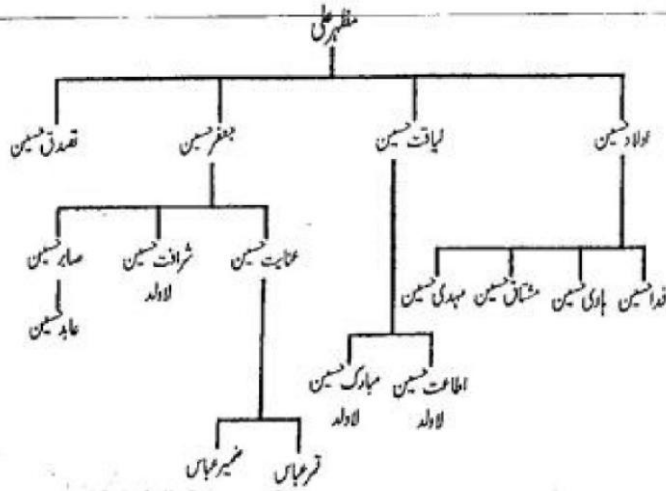 مظہر علی
اولاد حسین
لیاقت حسین
جعفر حسین
تصدق حسین
فدا حسین
ہادی حسین
مشتاق حسین
مہدی حسین
عنایت حسین
شرافت حسین
لاولد
صابر حسین
عابد حسین
اطاعت حسین
لاولد
مبارک حسین
لاولد
قمر عباس
ضمیر عباس